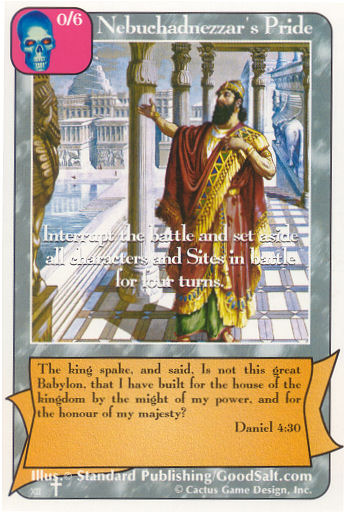 0/6
Nebuchadnezzar's Pride
Interrupt the battle and set aside
all characters and Sites in battle
for four turns.
The king spake, and said, Is not this great
Babylon, that I have built for the house of the
kingdom by the might of my power, and for
the honour of my majesty?
Daniel 4:30
Illus. © Standard Publishing/GoodSalt.com
© Cactus Game Design, Inc.